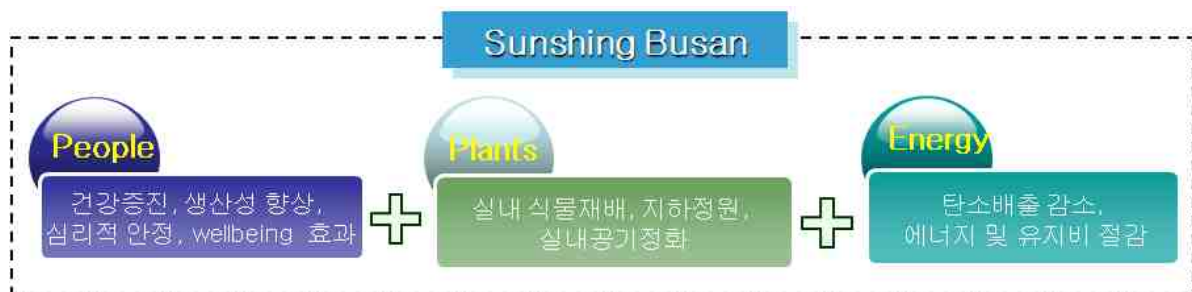 Sunshing Busan
People
건강증진, 생산성 향상,
심리적 안정, wellbeing 효과
Plants
실내 식물재배, 지하정원,
실내공기정화
Energy
탄소배출 감소,
에너지 및 유지비 절감